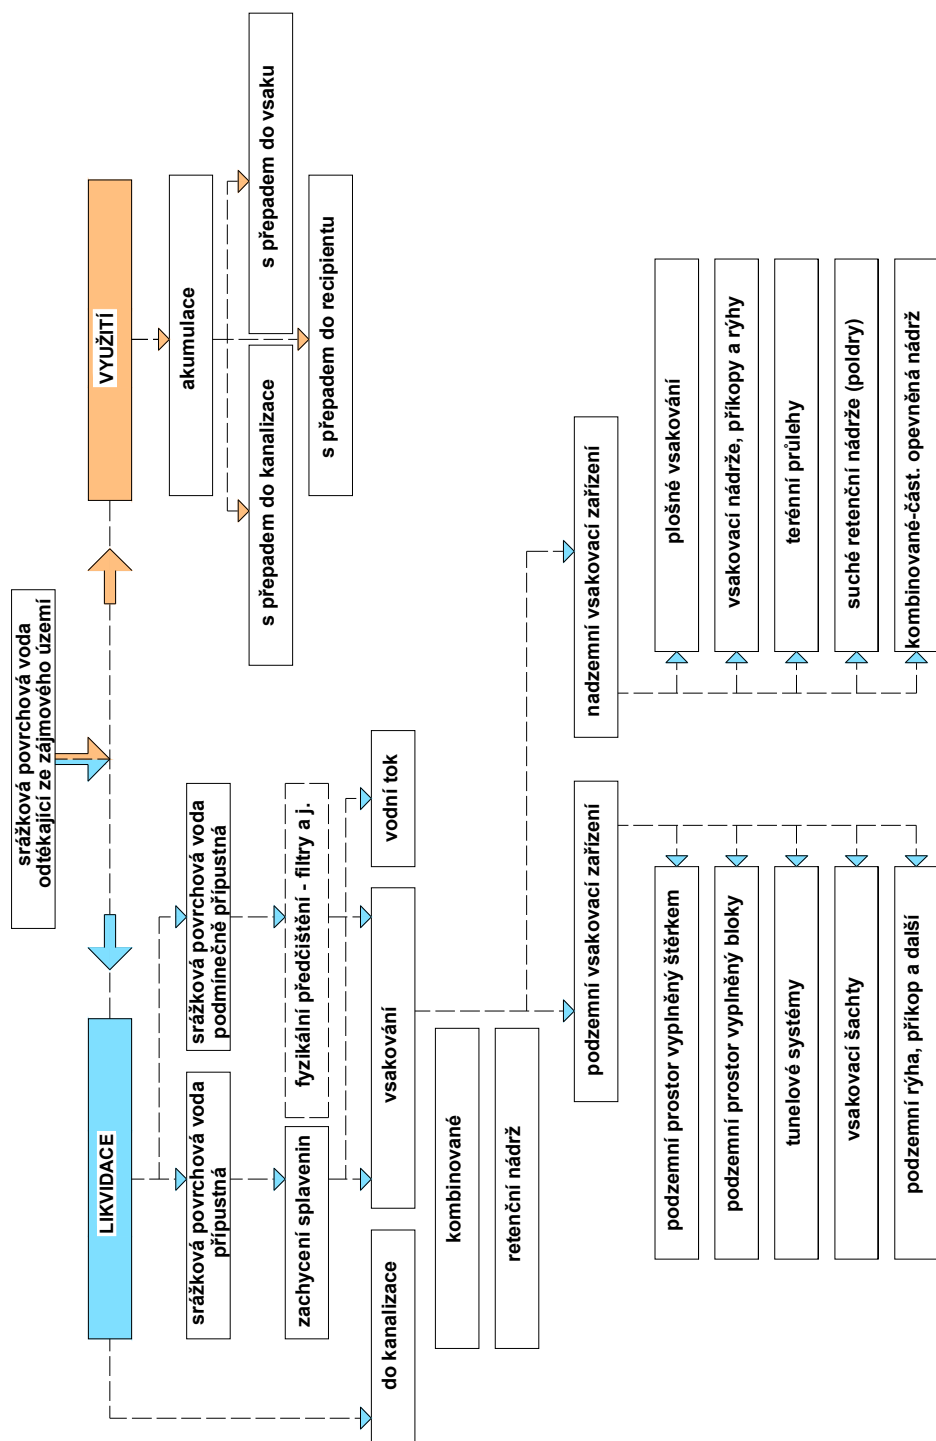 srážková povrchová voda
odtékající ze zájmového území
LIKVIDACE
VYUŽITÍ
srážková povrchová voda
přípustná
srážková povrchová voda
podmínečně přípustná
akumulace
zachycení splavenin
fyzikální předčištění - filtry a j.
s přepadem do kanalizace
s přepadem do vsaku
s přepadem do recipientu
do kanalizace
vsakování
vodní tok
kombinované
retenční nádrž
podzemní vsakovací zařízení
nadzemní vsakovací zařízení
podzemní prostor vyplněný štěrkem
podzemní prostor vyplněný bloky
tunelové systémy
vsakovací šachty
podzemní rýha, příkop a další
plošné vsakování
vsakovací nádrže, příkopy a rýhy
terénní průlehy
suché retenční nádrže (poldry)
kombinované-část. opevněná nádrž